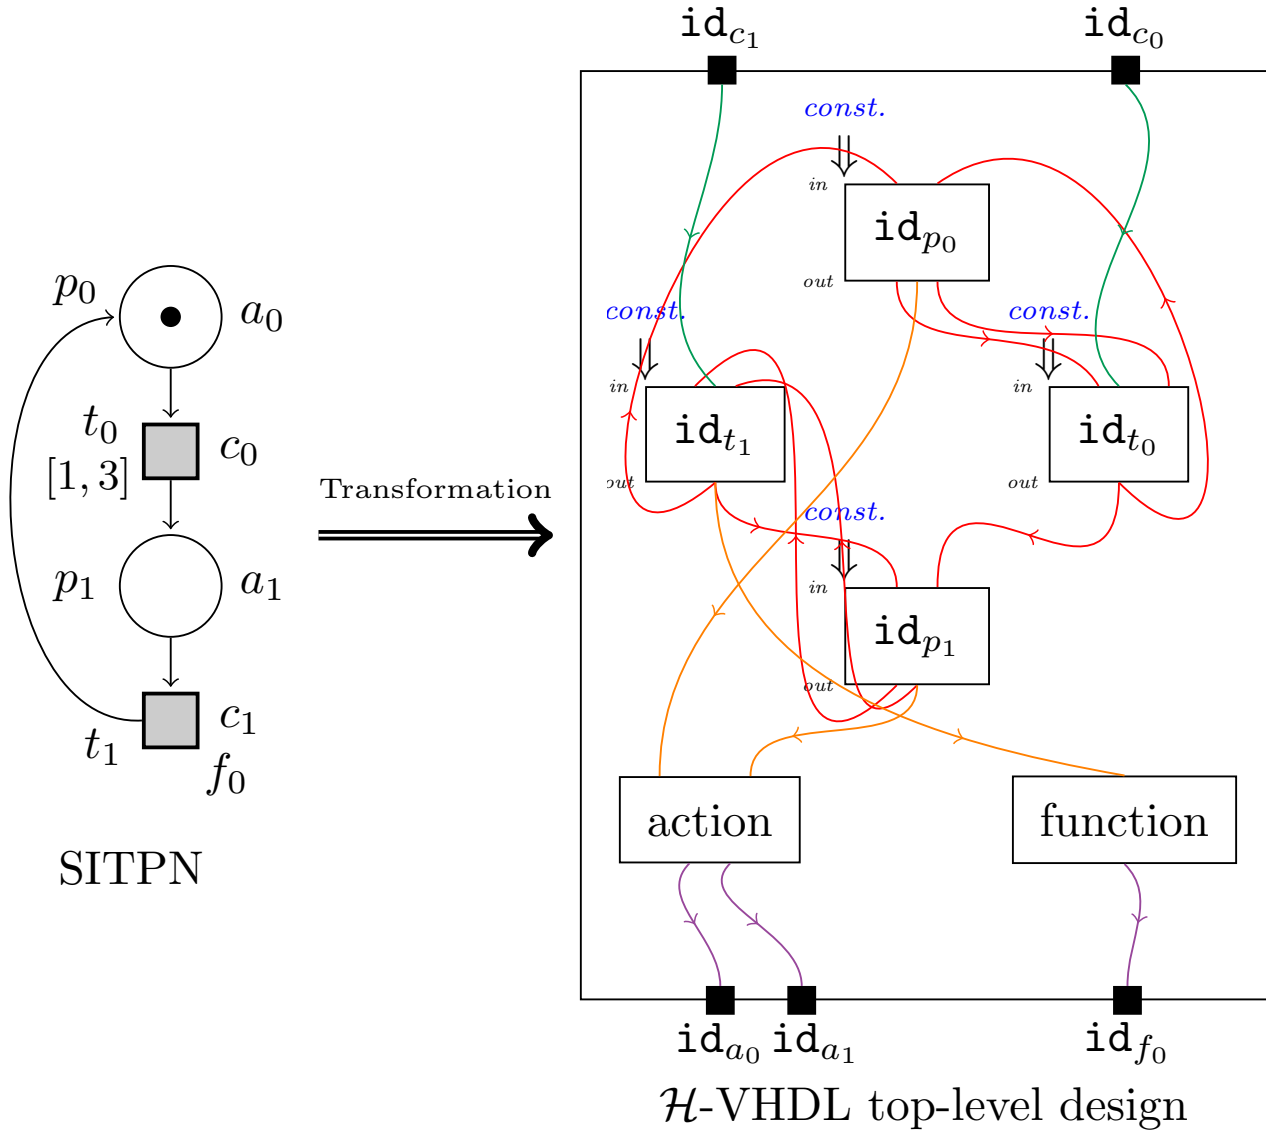 id_{c_1} id_{c_0}
const.
in
id_{p_0}
out
p_0 a_0
const. const.
in in
t_0 c_0
id_{t_1} id_{t_0}
[1, 3]
out out
Transformation
const.
p_1 a_1
in
id_{p_1}
out
c_1
t_1
f_0
action function
SITPN
id_{a_0} id_{a_1} id_{f_0}
ℋ-VHDL top-level design